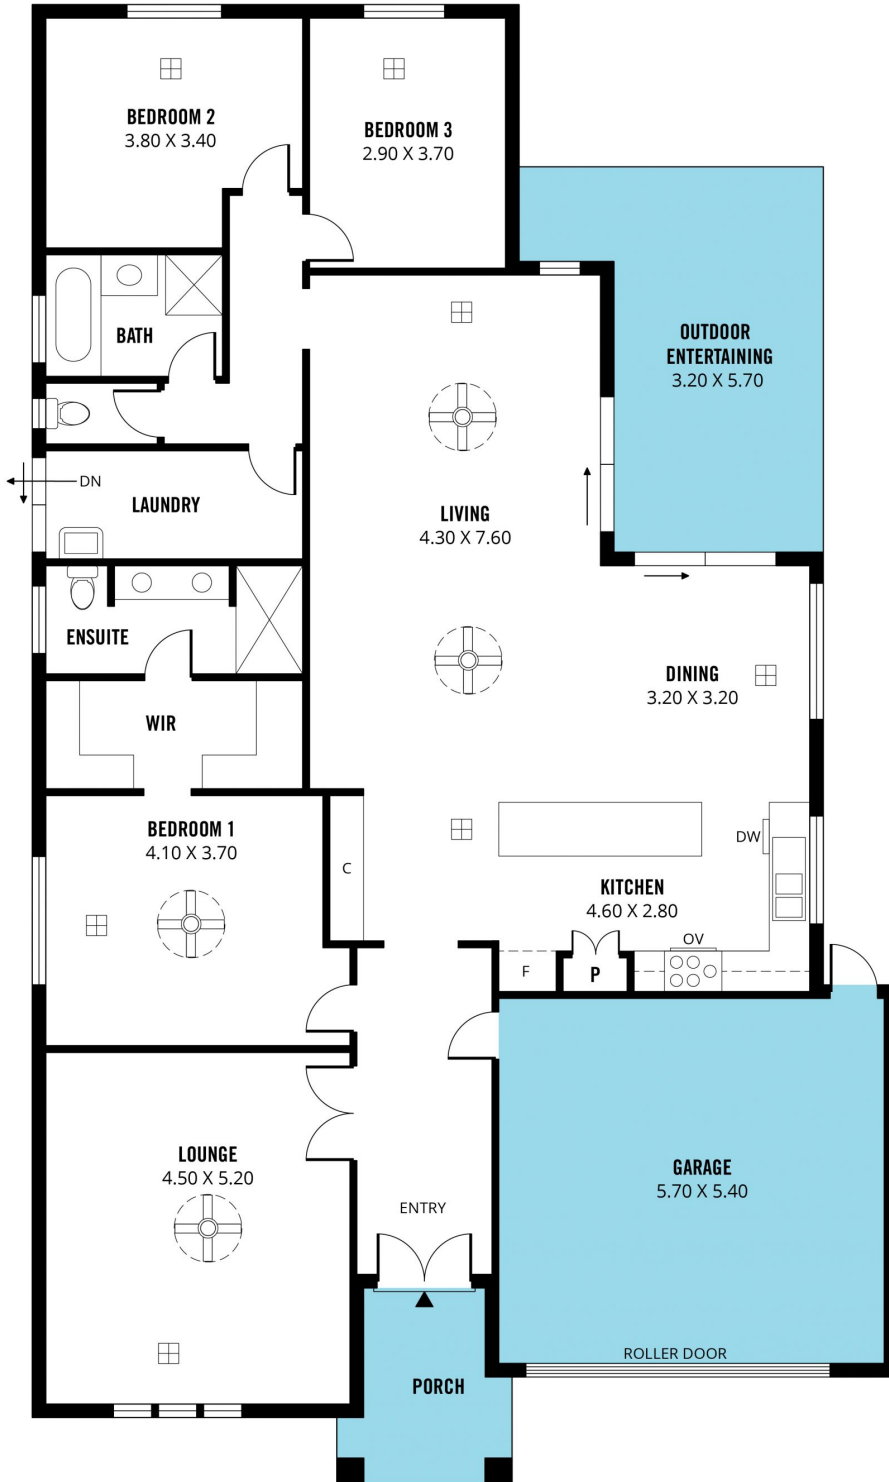 BEDROOM 2
3.80 X 3.40
BEDROOM 3
2.90 X 3.70
BATH
OUTDOOR
ENTERTAINING
3.20 X 5.70
DN
LAUNDRY
LIVING
4.30 X 7.60
ENSUITE
DINING
3.20 X 3.20
WIR
BEDROOM 1
4.10 X 3.70
C
DW
KITCHEN
4.60 X 2.80
OV
F
P
LOUNGE
4.50 X 5.20
GARAGE
5.70 X 5.40
ENTRY
ROLLER DOOR
PORCH